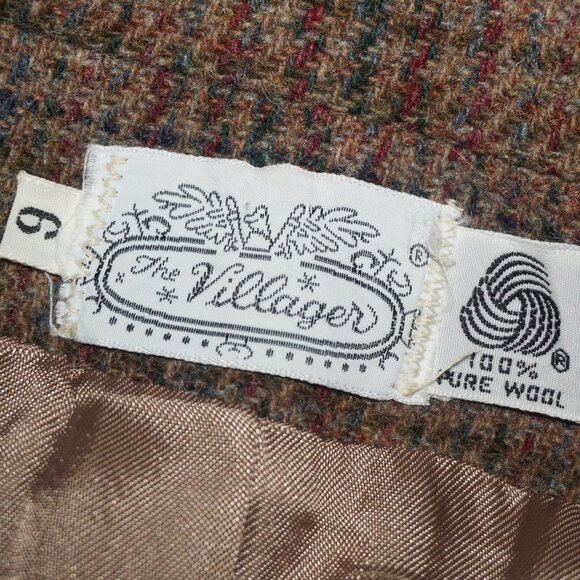 9
The Villager
®
100%
PURE WOOL
®